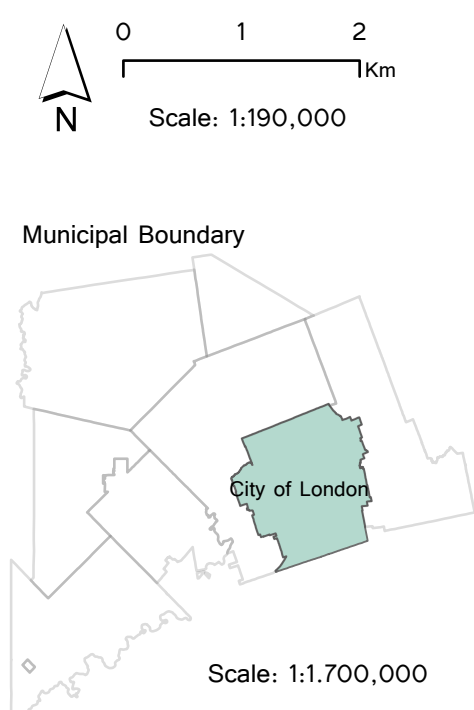 0 1 2
Km
N
Scale: 1:190,000
Municipal Boundary
City of London
Scale: 1:1.700,000